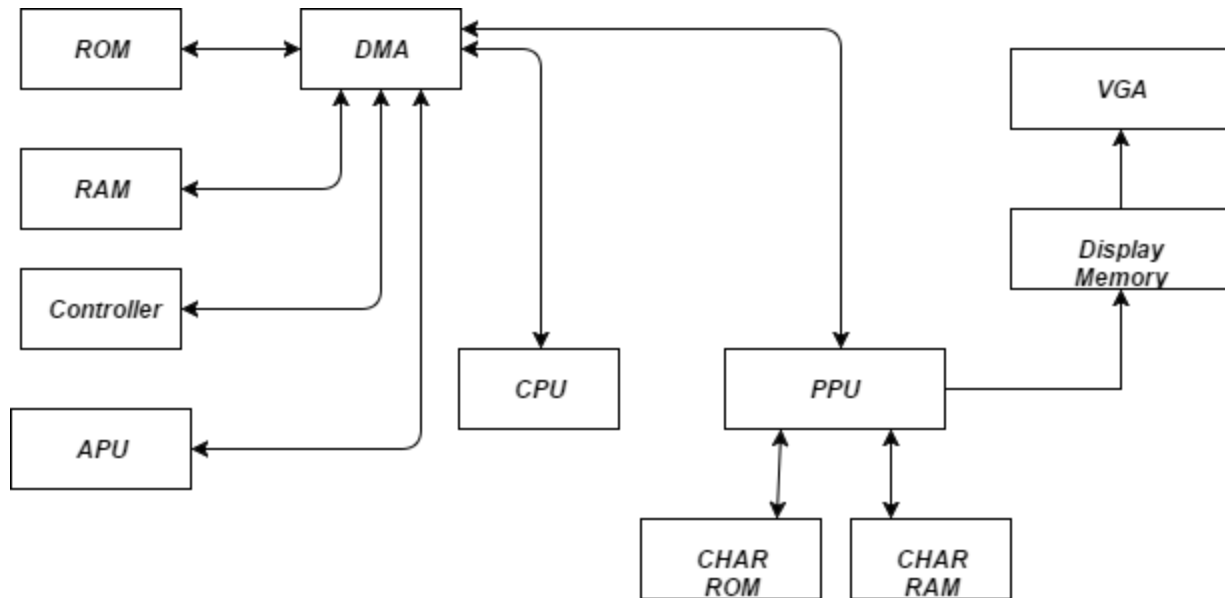 ROM
DMA
VGA
RAM
Display
Memory
Controller
CPU
PPU
APU
CHAR
ROM
CHAR
RAM